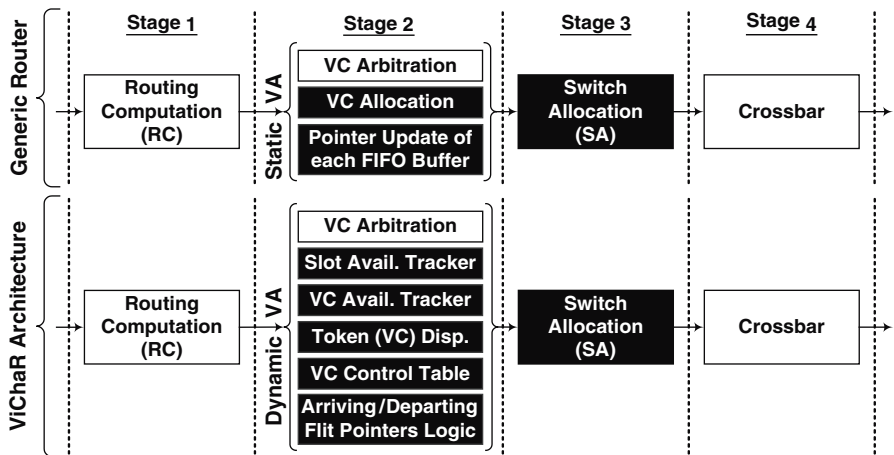 Stage 1
Stage 2
Stage 3
Stage 4
Generic Router
Routing
Computation
(RC)
Static VA
VC Arbitration
VC Allocation
Pointer Update of
each FIFO Buffer
Switch
Allocation
(SA)
Crossbar
ViChaR Architecture
Routing
Computation
(RC)
Dynamic VA
VC Arbitration
Slot Avail. Tracker
VC Avail. Tracker
Token (VC) Disp.
VC Control Table
Arriving/Departing
Flit Pointers Logic
Switch
Allocation
(SA)
Crossbar